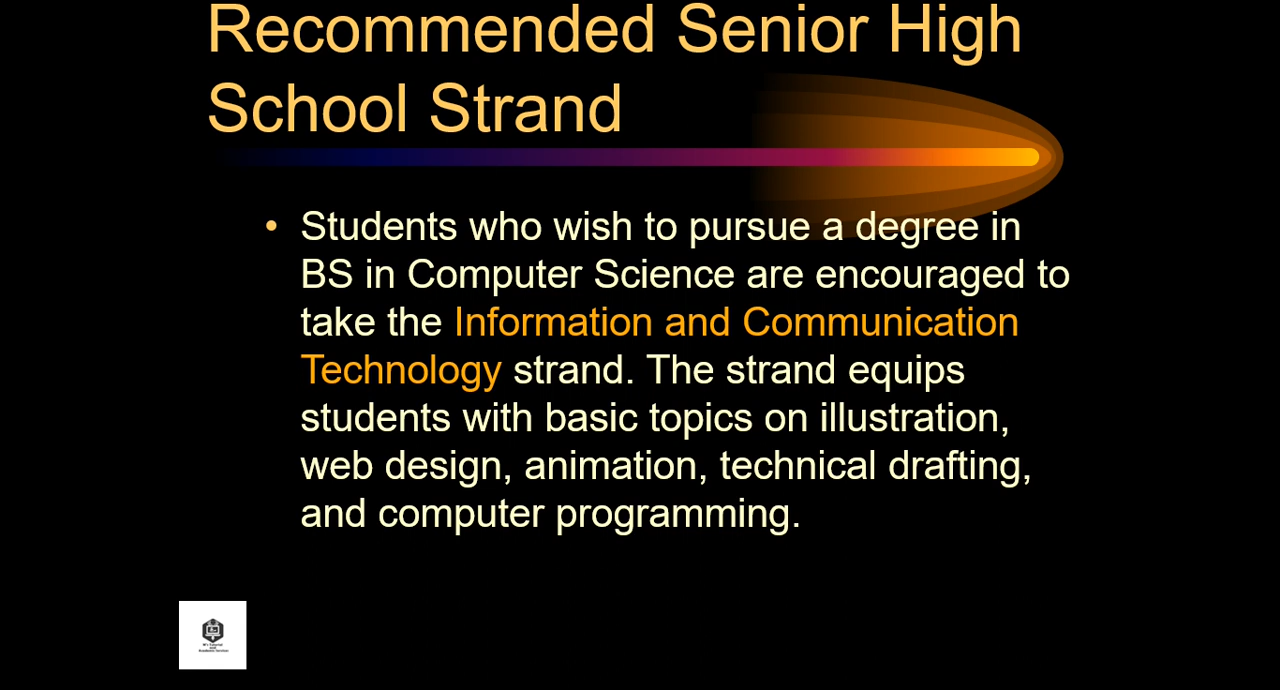 Recommended Senior High
School Strand
• Students who wish to pursue a degree in
BS in Computer Science are encouraged to
take the Information and Communication
Technology strand. The strand equips
students with basic topics on illustration,
web design, animation, technical drafting,
and computer programming.